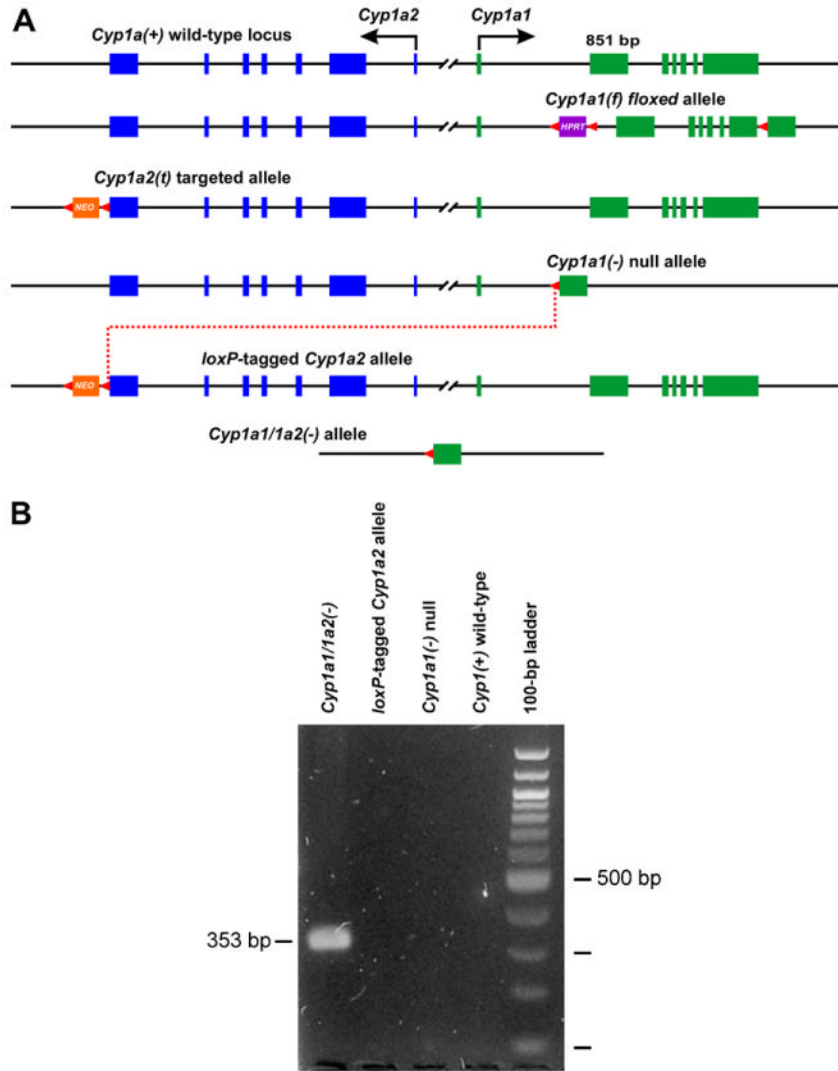 A
Cyp1a2 Cyp1a1
Cyp1a(+) wild-type locus
851 bp
Cyp1a1(f) floxed allele
HPRT
Cyp1a2(t) targeted allele
NEO
Cyp1a1(-) null allele
loxP-tagged Cyp1a2 allele
NEO
Cyp1a1/1a2(-) allele
B
Cyp1a1/1a2(-)
loxP-tagged Cyp1a2 allele
Cyp1a1(-) null
Cyp1(+) wild-type
100-bp ladder
500 bp
353 bp